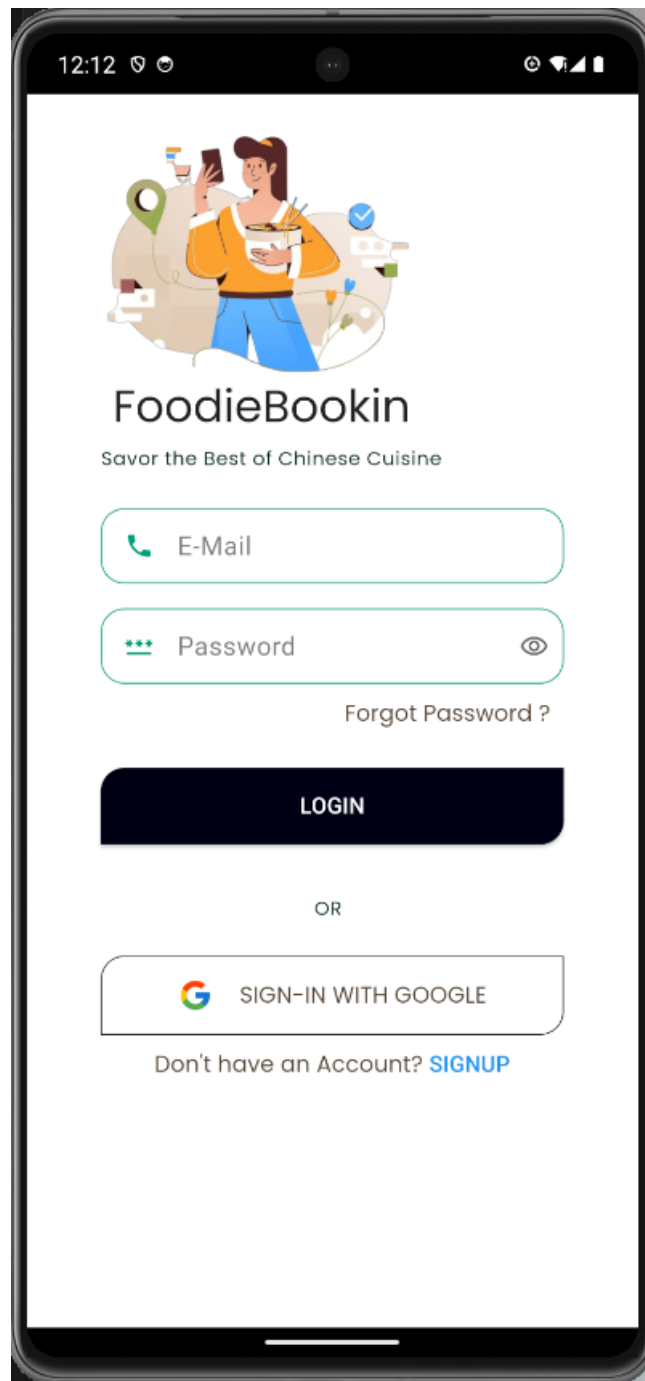 12:12
FoodieBookin
Savor the Best of Chinese Cuisine
E-Mail
Password
Forgot Password ?
LOGIN
OR
SIGN-IN WITH GOOGLE
Don't have an Account? SIGNUP